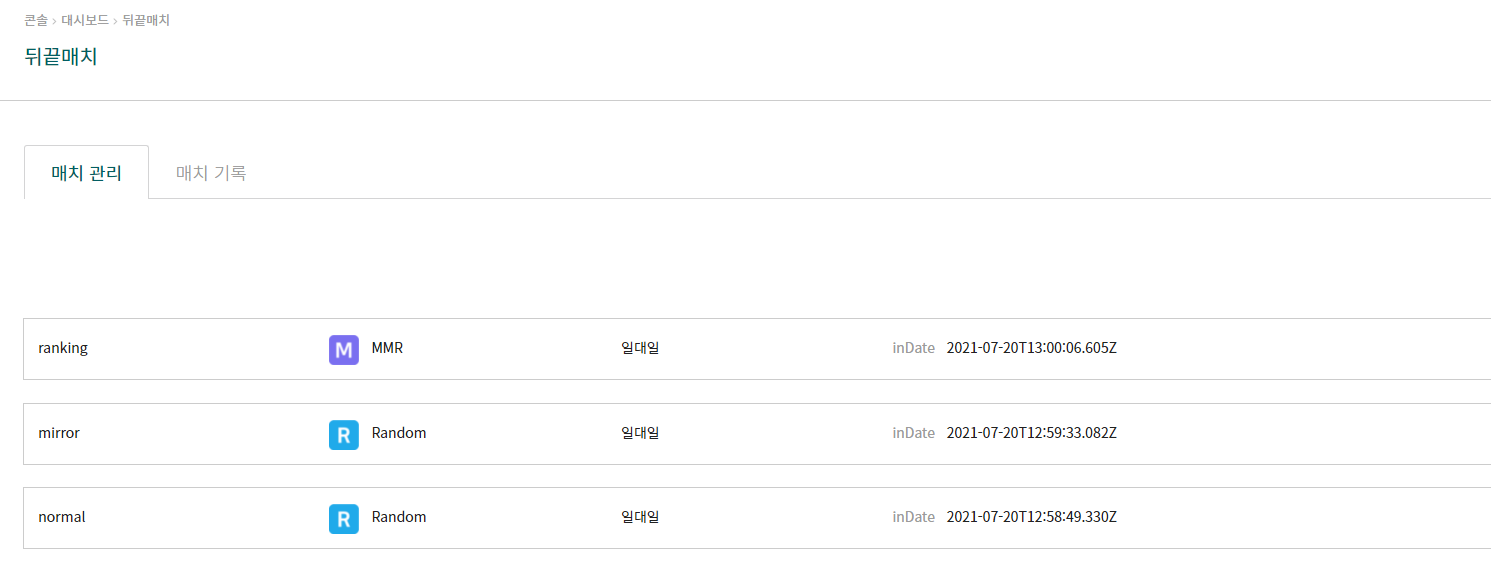 콘솔 › 대시보드 › 뒤끝매치
뒤끝매치
매치 관리 매치 기록
ranking M MMR 일대일 inDate 2021-07-20T13:00:06.605Z
mirror R Random 일대일 inDate 2021-07-20T12:59:33.082Z
normal R Random 일대일 inDate 2021-07-20T12:58:49.330Z